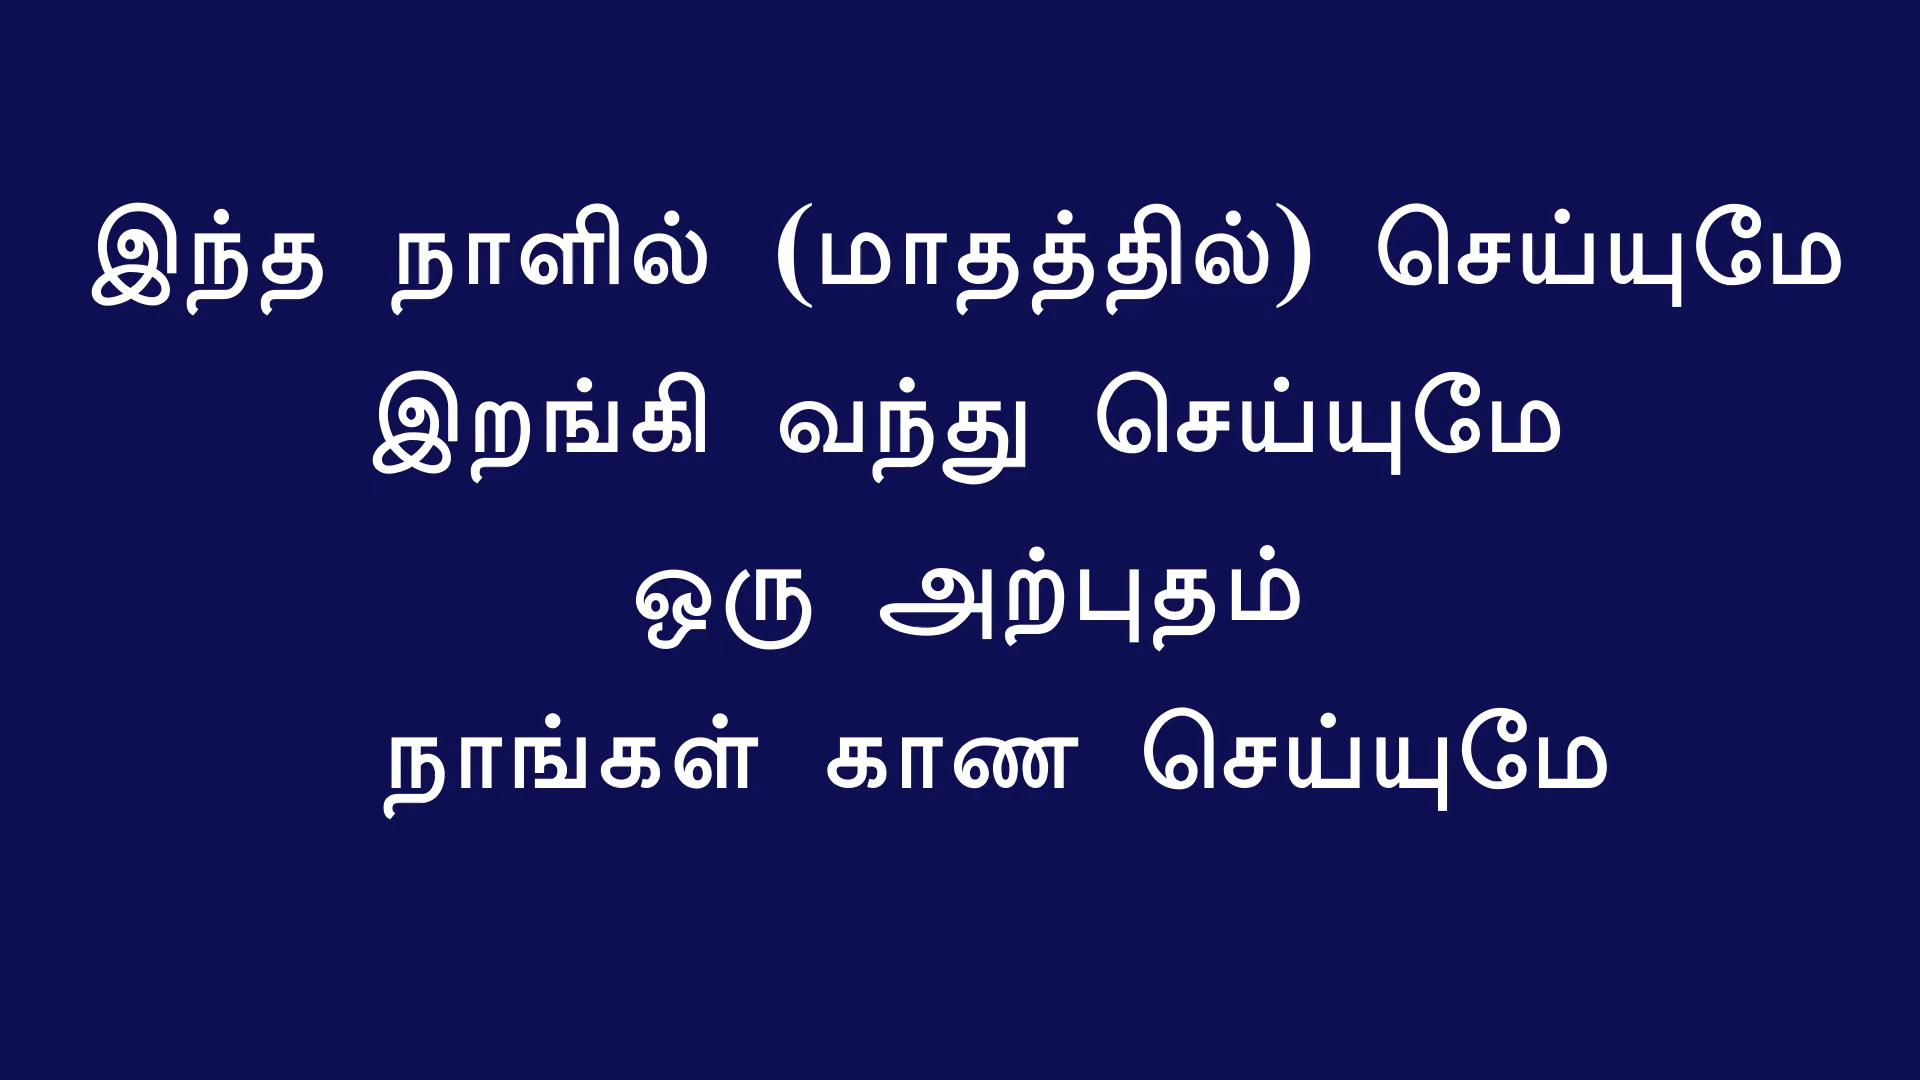 இந்த நாளில் (மாதத்தில்) செய்யுமே
இறங்கி வந்து செய்யுமே
ஒரு அற்புதம்
நாங்கள் காண செய்யுமே